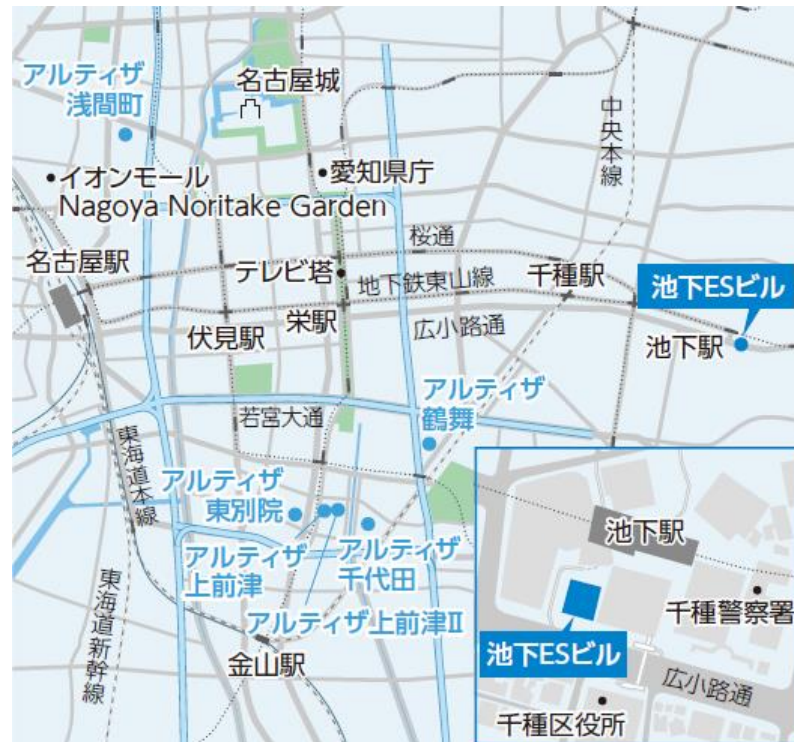 アルティザ
浅間町
名古屋城
中央本線
•イオンモール
Nagoya Noritake Garden
•愛知県庁
桜通
名古屋駅
テレビ塔
地下鉄東山線
千種駅
池下ESビル
伏見駅
栄駅
広小路通
池下駅
アルティザ
鶴舞
若宮大通
東海道本線
アルティザ
東別院
アルティザ
上前津
アルティザ
千代田
アルティザ上前津Ⅱ
東海道新幹線
金山駅
池下駅
千種警察署
池下ESビル
広小路通
千種区役所